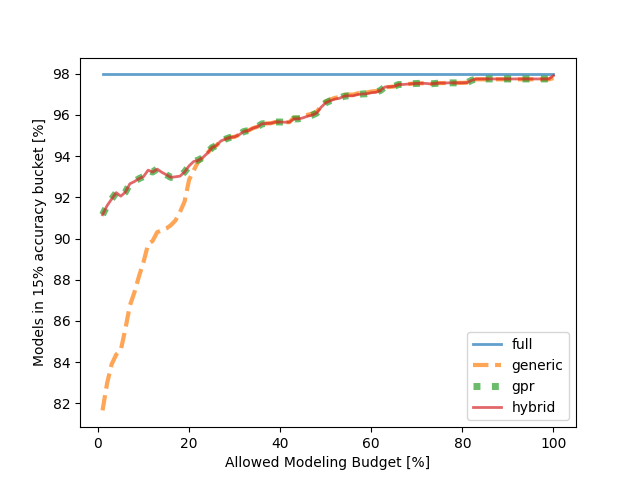 98
96
94
92
90
88
86
84
82
Models in 15% accuracy bucket [%]
full
generic
gpr
hybrid
0 20 40 60 80 100
Allowed Modeling Budget [%]